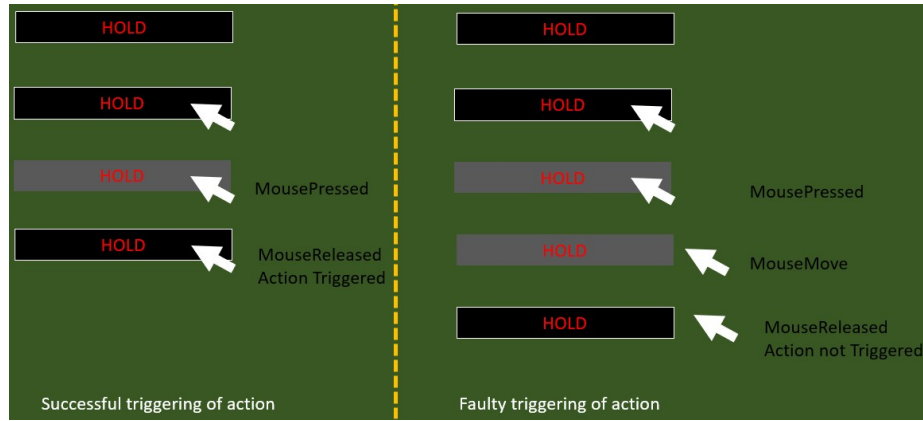 HOLD
HOLD
HOLD
MousePressed
HOLD
MouseReleased
Action Triggered
Successful triggering of action
HOLD
HOLD
HOLD
MousePressed
HOLD
MouseMove
HOLD
MouseReleased
Action not Triggered
Faulty triggering of action